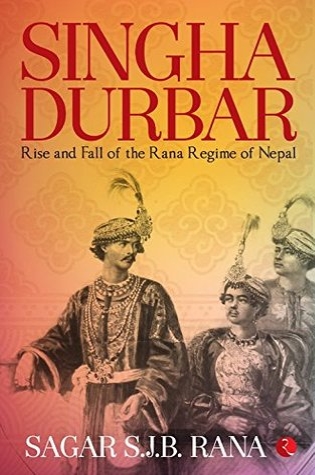 SINGHA
DURBAR
Rise and Fall of the Rana Regime of Nepal
SAGAR S.J.B. RANA
R